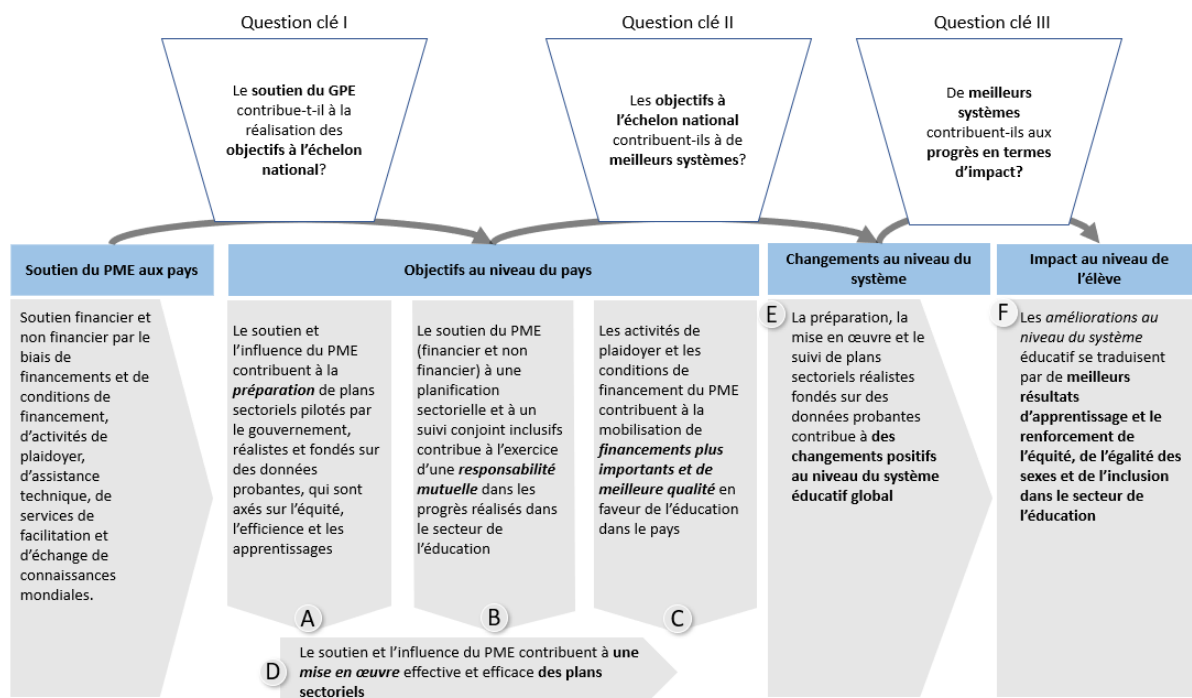 Question clé I
Question clé II
Question clé III
Le soutien du GPE
contribue-t-il à la
réalisation des
objectifs à l'échelon
national?
Les objectifs à
l'échelon national
contribuent-ils à de
meilleurs systèmes?
De meilleurs
systèmes
contribuent-ils aux
progrès en termes
d'impact?
Soutien du PME aux pays
Objectifs au niveau du pays
Changements au niveau du
système
Impact au niveau de
l'élève
Soutien financier et
non financier par le
biais de
financements et de
conditions de
financement,
d'activités de
plaidoyer,
d'assistance
technique, de
services de
facilitation et
d'échange de
connaissances
mondiales.
Le soutien et
l'influence du PME
contribuent à la
préparation de plans
sectoriels pilotés par
le gouvernement,
réalistes et fondés sur
des données
probantes, qui sont
axés sur l'équité,
l'efficience et les
apprentissages
A
Le soutien du PME
(financier et non
financier) à une
planification
sectorielle et à un
suivi conjoint inclusifs
contribue à l'exercice
d'une responsabilité
mutuelle dans les
progrès réalisés dans
le secteur de
l'éducation
B
Les activités de
plaidoyer et les
conditions de
financement du PME
contribuent à la
mobilisation de
financements plus
importants et de
meilleure qualité en
faveur de l'éducation
dans le pays
C
D
Le soutien et l'influence du PME contribuent à une
mise en œuvre effective et efficace des plans
sectoriels
E
La préparation, la
mise en œuvre et le
suivi de plans
sectoriels réalistes
fondés sur des
données probantes
contribue à des
changements positifs
au niveau du système
éducatif global
F
Les améliorations au
niveau du système
éducatif se traduisent
par de meilleurs
résultats
d'apprentissage et le
renforcement de
l'équité, de l'égalité des
sexes et de l'inclusion
dans le secteur de
l'éducation